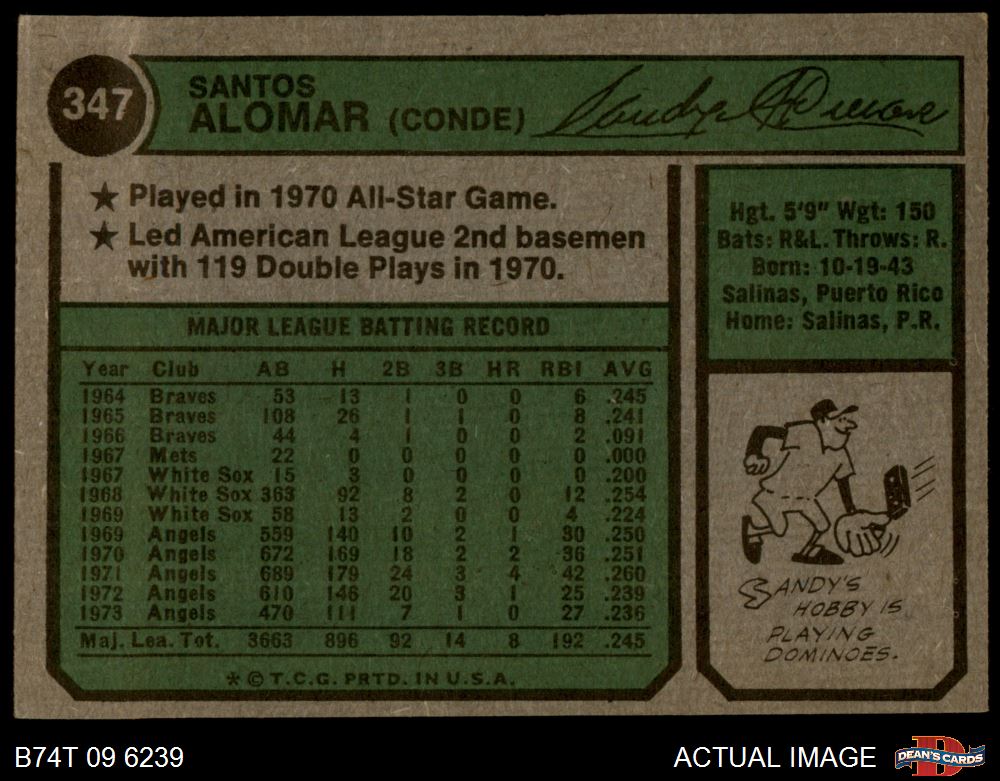 347
SANTOS
ALOMAR (CONDE)
Sandy Alomar
★ Played in 1970 All-Star Game.
★ Led American League 2nd basemen
with 119 Double Plays in 1970.
Hgt. 5'9" Wgt: 150
Bats: R&L. Throws: R.
Born: 10-19-43
Salinas, Puerto Rico
Home: Salinas, P.R.
MAJOR LEAGUE BATTING RECORD
Year Club AB H 2B 3B HR RBI AVG
1964 Braves 53 13 1 0 0 6 .245
1965 Braves 108 26 1 1 0 8 .241
1966 Braves 44 4 1 0 0 2 .091
1967 Mets 22 0 0 0 0 0 .000
1967 White Sox 15 3 0 0 0 0 .200
1968 White Sox 363 92 8 2 0 12 .254
1969 White Sox 58 13 2 0 0 4 .224
1969 Angels 559 140 10 2 1 30 .250
1970 Angels 672 169 18 2 2 36 .251
1971 Angels 689 179 24 3 4 42 .260
1972 Angels 610 146 20 3 1 25 .239
1973 Angels 470 111 7 1 0 27 .236
Maj. Lea. Tot. 3663 896 92 14 8 192 .245
* © T.C.G. PRTD. IN U.S.A.
SANDY'S
HOBBY IS
PLAYING
DOMINOES.
B74T 09 6239
ACTUAL IMAGE
D
DEAN'S CARDS